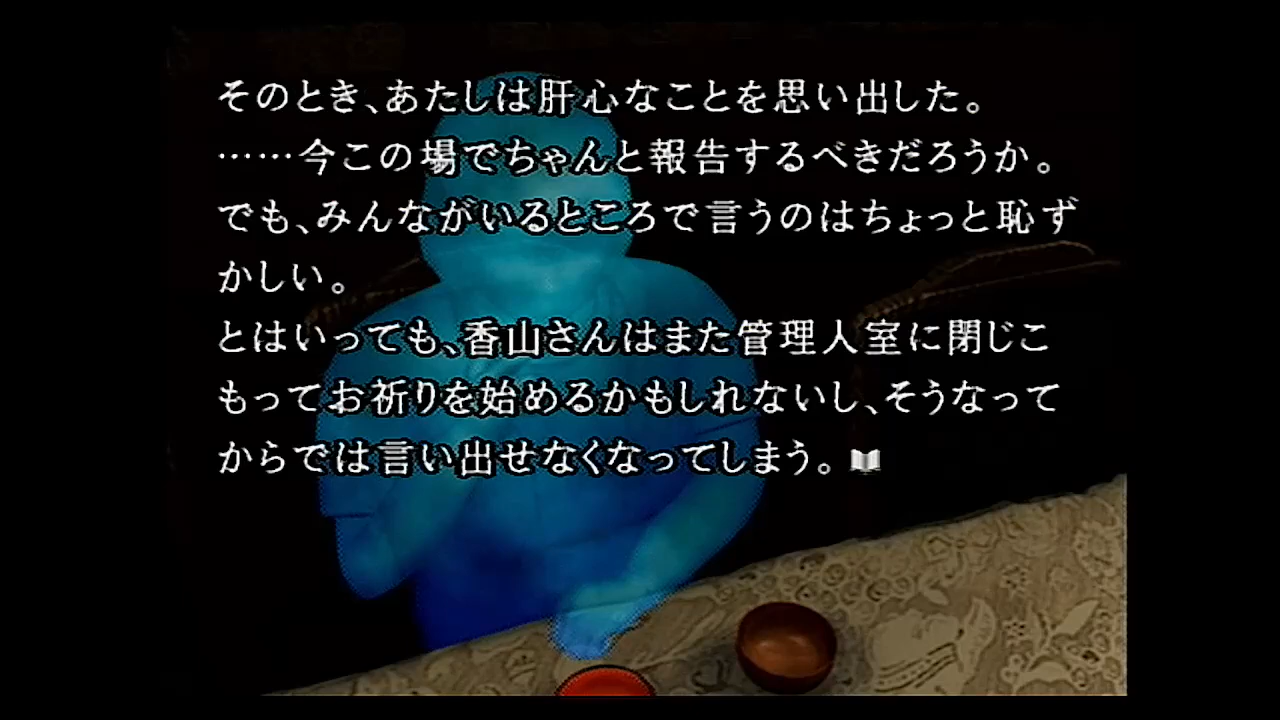 そのとき、あたしは肝心なことを思い出した。
……今この場でちゃんと報告するべきだろうか。
でも、みんながいるところで言うのはちょっと恥ず
かしい。
とはいっても、香山さんはまた管理人室に閉じこ
もってお祈りを始めるかもしれないし、そうなって
からでは言い出せなくなってしまう。